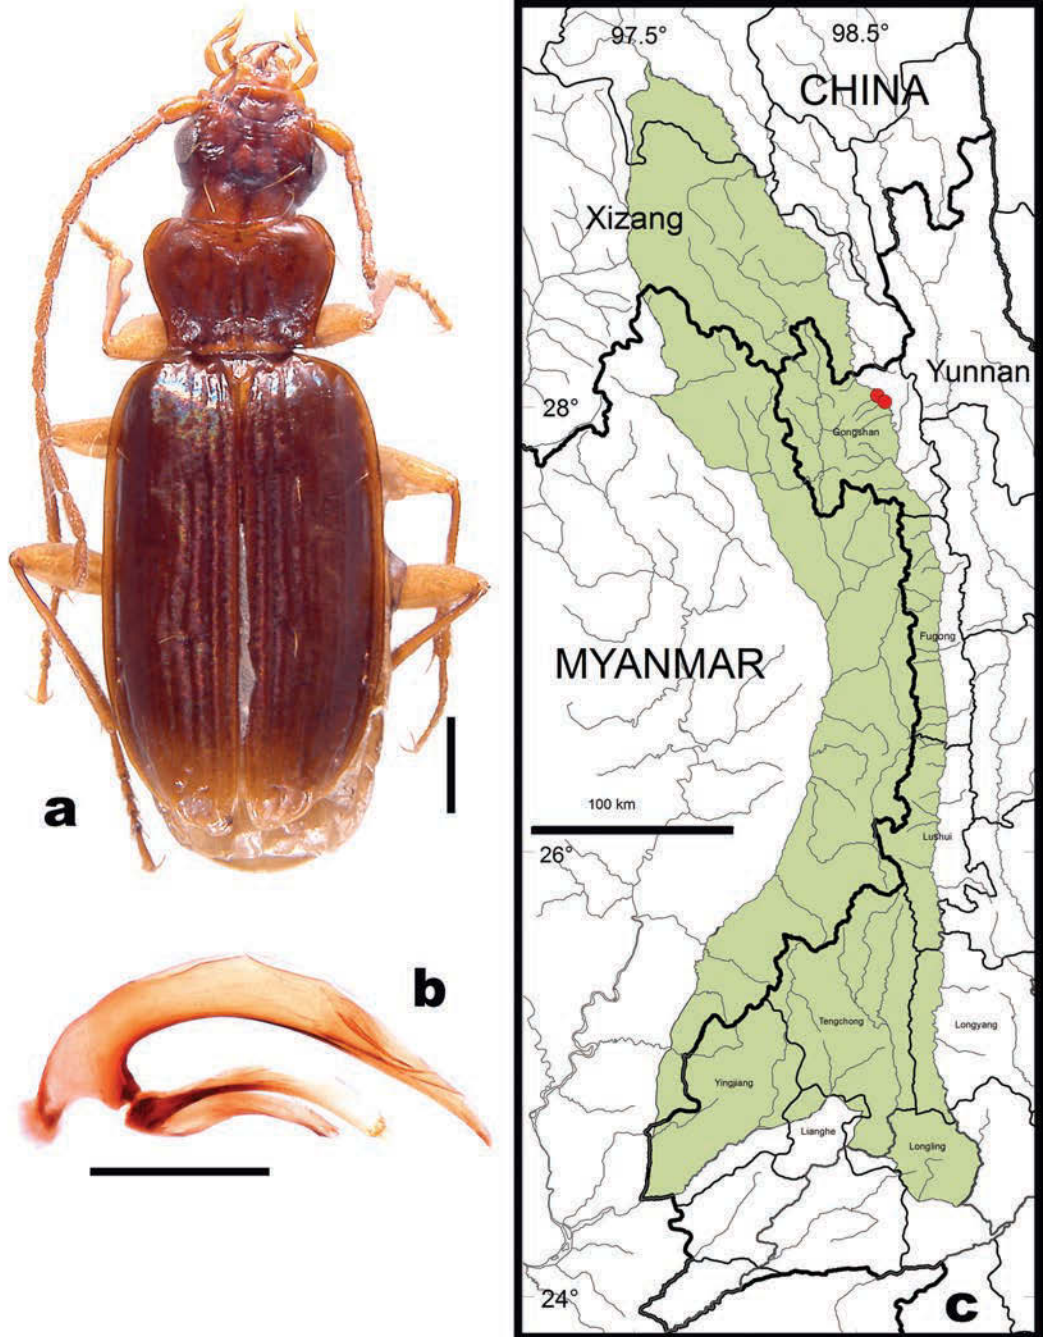 a
b
97.5°
98.5°
CHINA
Xizang
Yunnan
28°
Gongshan
Fugong
MYANMAR
100 km
Lushui
26°
Tengchong
Longyang
Yingjiang
Lianghe
Longling
24°
c